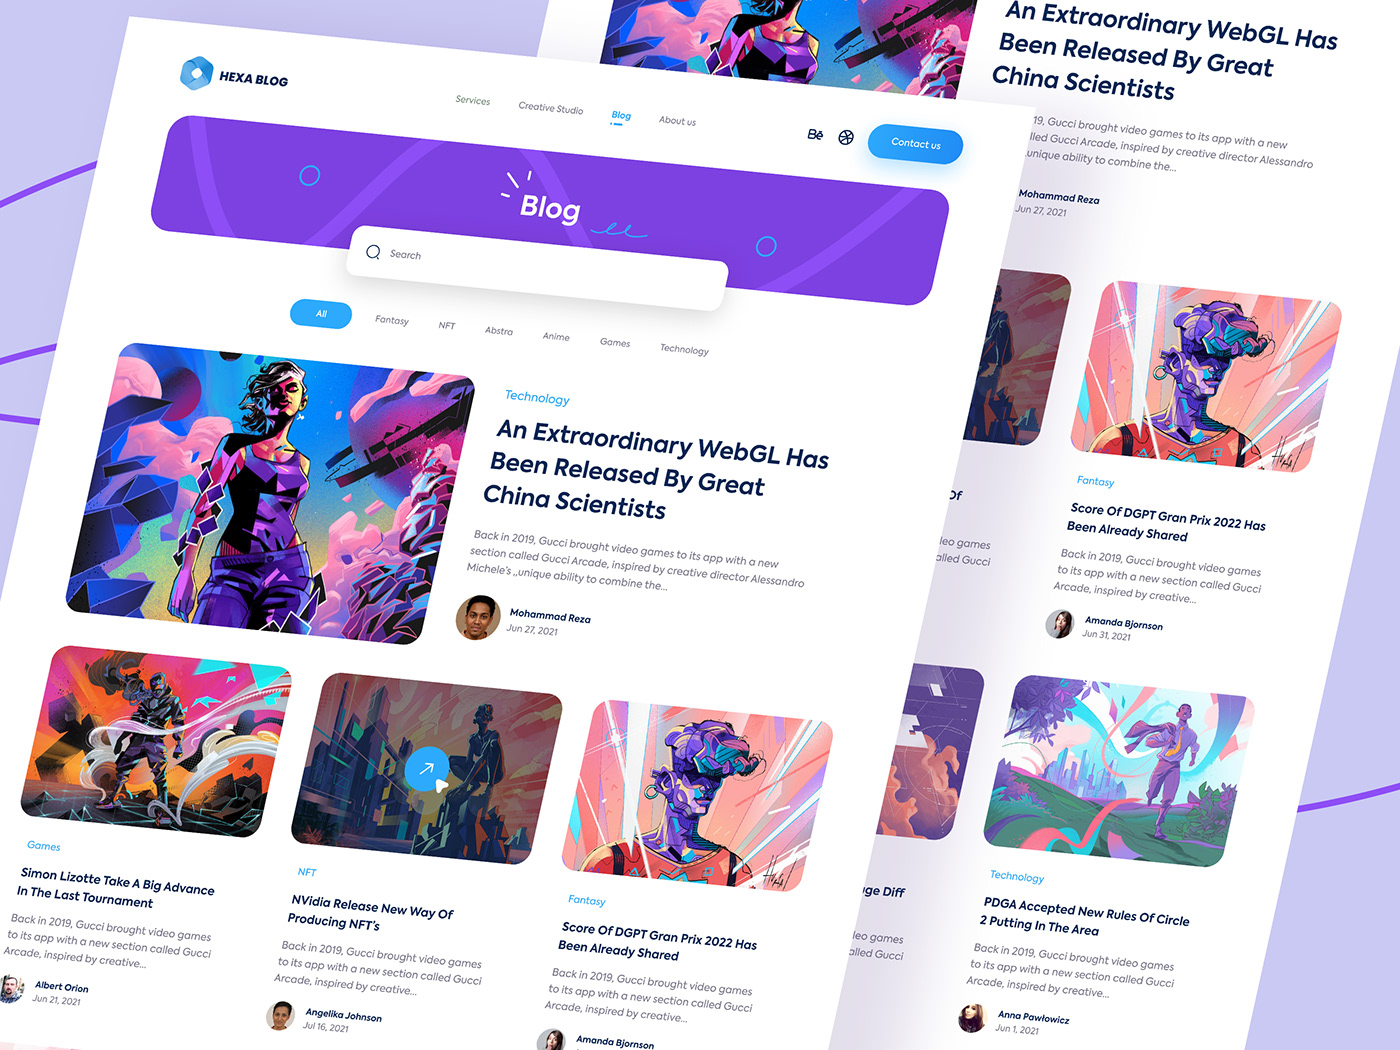 HEXA BLOG
Services
Creative Studio
Blog
About us
Bē
Contact us
Blog
Search
All
Fantasy
NFT
Abstra
Anime
Games
Technology
Technology
An Extraordinary WebGL Has
Been Released By Great
China Scientists
Back in 2019, Gucci brought video games to its app with a new
section called Gucci Arcade, inspired by creative director Alessandro
Michele's ,,unique ability to combine the...
Mohammad Reza
Jun 27, 2021
Games
Simon Lizotte Take A Big Advance
In The Last Tournament
Back in 2019, Gucci brought video games
to its app with a new section called Gucci
Arcade, inspired by creative...
Albert Orion
Jun 21, 2021
NFT
NVidia Release New Way Of
Producing NFT's
Back in 2019, Gucci brought video games
to its app with a new section called Gucci
Arcade, inspired by creative...
Angelika Johnson
Jul 16, 2021
Fantasy
Score Of DGPT Gran Prix 2022 Has
Been Already Shared
Back in 2019, Gucci brought video games
to its app with a new section called Gucci
Arcade, inspired by creative...
Amanda Bjornson
An Extraordinary WebGL Has
Been Released By Great
China Scientists
19, Gucci brought video games to its app with a new
lled Gucci Arcade, inspired by creative director Alessandro
,unique ability to combine the...
Mohammad Reza
Jun 27, 2021
Of
eo games
alled Gucci
Fantasy
Score Of DGPT Gran Prix 2022 Has
Been Already Shared
Back in 2019, Gucci brought video games
to its app with a new section called Gucci
Arcade, inspired by creative...
Amanda Bjornson
Jun 31, 2021
uge Diff
eo games
lled Gucci
Technology
PDGA Accepted New Rules Of Circle
2 Putting In The Area
Back in 2019, Gucci brought video games
to its app with a new section called Gucci
Arcade, inspired by creative...
Anna Pawłowicz
Jun 1, 2021